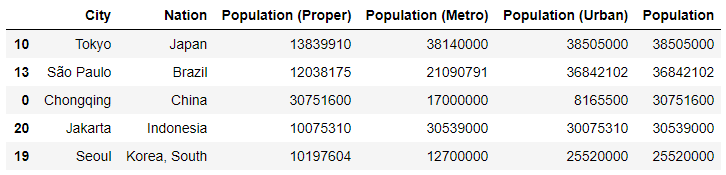 City Nation Population (Proper) Population (Metro) Population (Urban) Population
10 Tokyo Japan 13839910 38140000 38505000 38505000
13 São Paulo Brazil 12038175 21090791 36842102 36842102
0 Chongqing China 30751600 17000000 8165500 30751600
20 Jakarta Indonesia 10075310 30539000 30075310 30539000
19 Seoul Korea, South 10197604 12700000 25520000 25520000